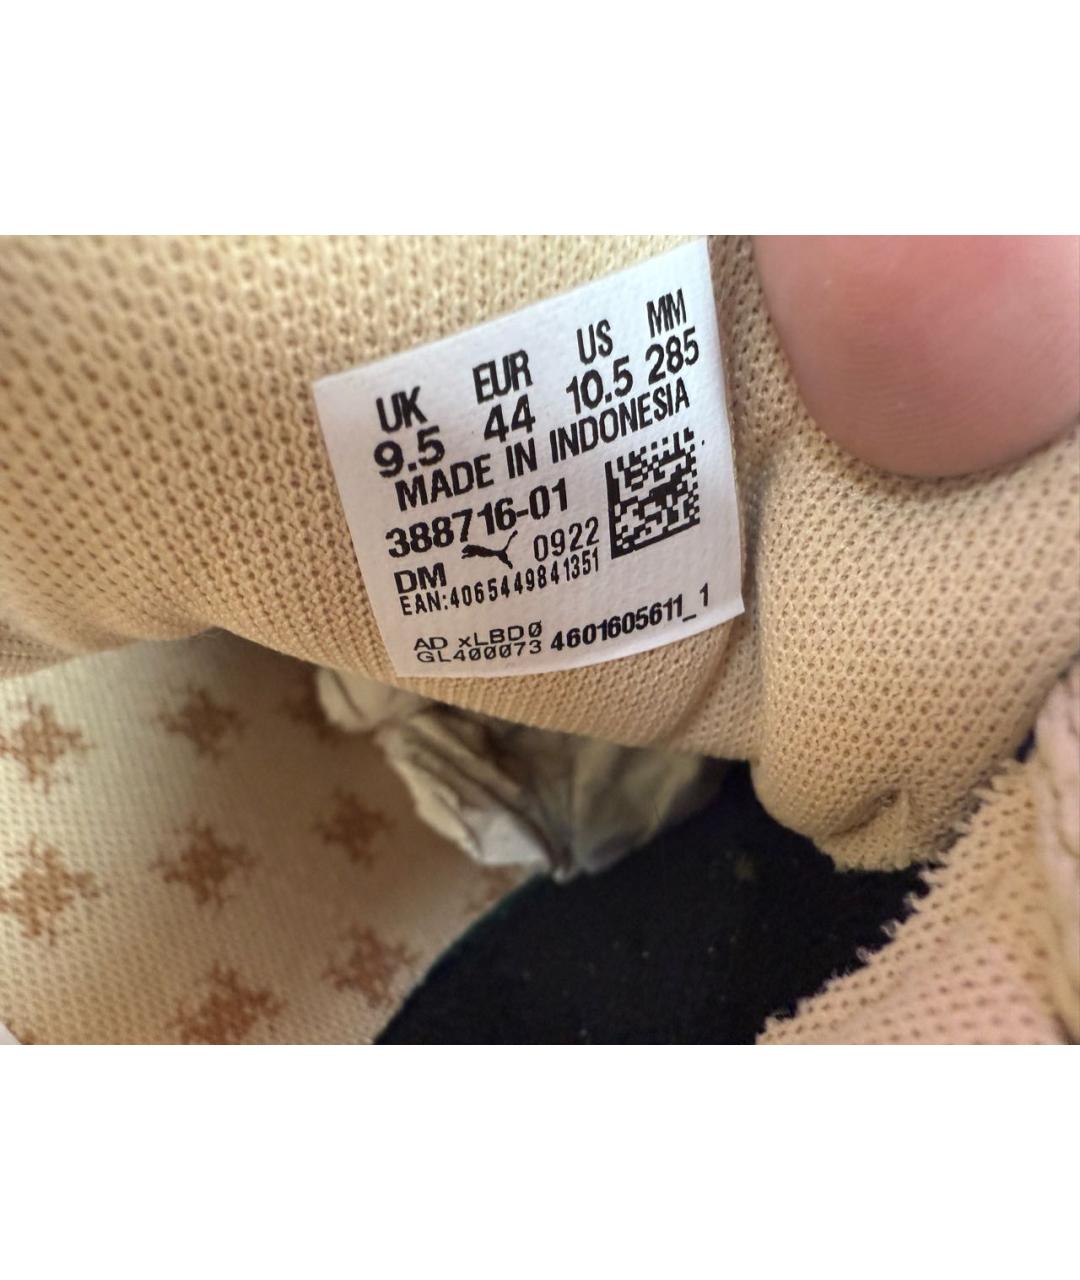 UK EUR US MM
9.5 44 10.5 285
MADE IN INDONESIA
388716-01
DM 0922
EAN:4065449841351
AD xLBD0
GL400073 4601605611_1